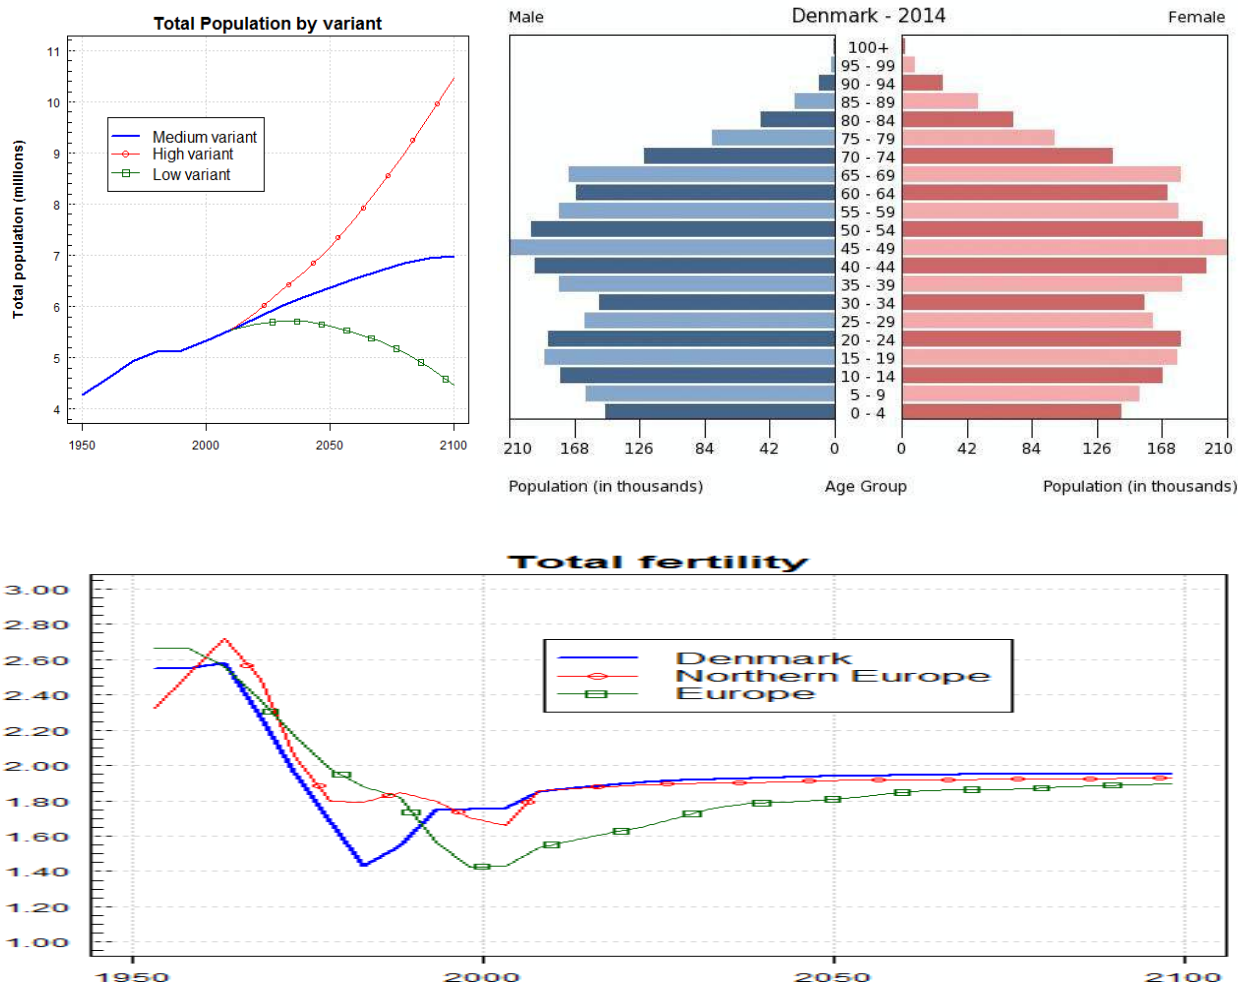 Total Population by variant
Total population (millions)
11
10
9
8
7
6
5
4
Medium variant
High variant
Low variant
1950 2000 2050 2100
Male Denmark - 2014 Female
100+
95 - 99
90 - 94
85 - 89
80 - 84
75 - 79
70 - 74
65 - 69
60 - 64
55 - 59
50 - 54
45 - 49
40 - 44
35 - 39
30 - 34
25 - 29
20 - 24
15 - 19
10 - 14
5 - 9
0 - 4
210 168 126 84 42 0 0 42 84 126 168 210
Population (in thousands) Age Group Population (in thousands)
Total fertility
3.00
2.80
2.60
2.40
2.20
2.00
1.80
1.60
1.40
1.20
1.00
Denmark
Northern Europe
Europe
1950 2000 2050 2100